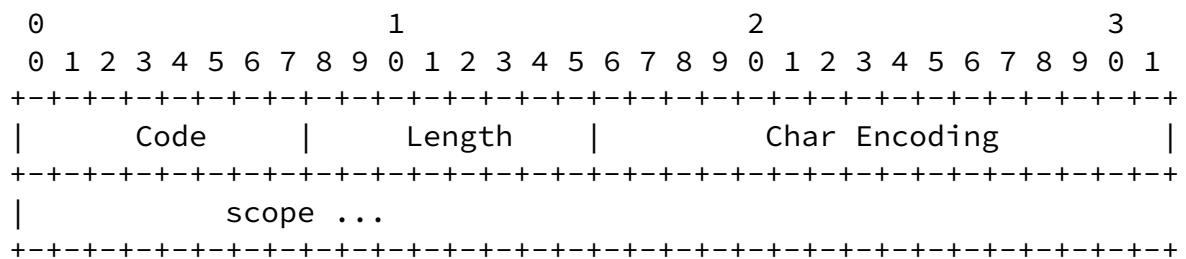 0                   1                   2                   3
 0 1 2 3 4 5 6 7 8 9 0 1 2 3 4 5 6 7 8 9 0 1 2 3 4 5 6 7 8 9 0 1
+-+-+-+-+-+-+-+-+-+-+-+-+-+-+-+-+-+-+-+-+-+-+-+-+-+-+-+-+-+-+-+-+
|      Code     |     Length    |         Char Encoding         |
+-+-+-+-+-+-+-+-+-+-+-+-+-+-+-+-+-+-+-+-+-+-+-+-+-+-+-+-+-+-+-+-+
|           scope ...
+-+-+-+-+-+-+-+-+-+-+-+-+-+-+-+-+-+-+-+-+-+-+-+-+-+-+-+-+-+-+-+-+